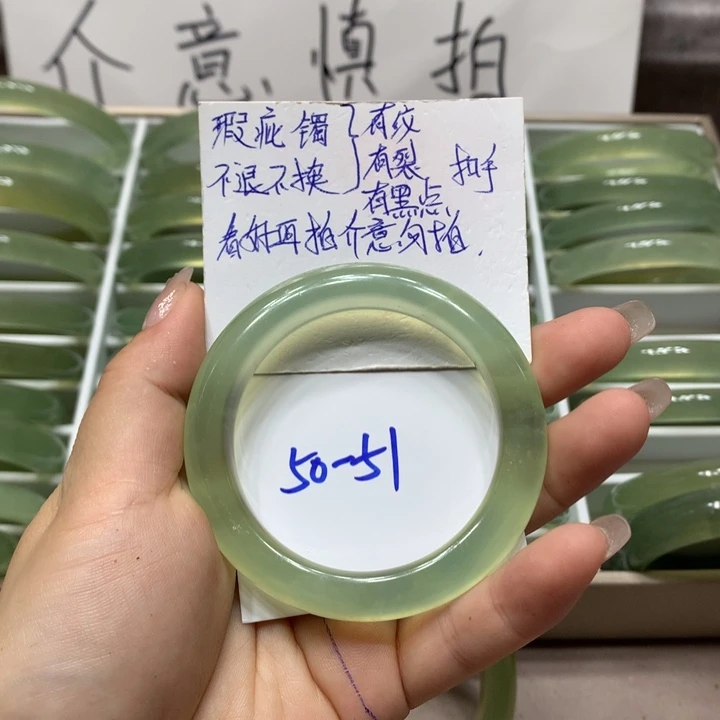 介意慎拍
瑕疵镯 有纹
不退不换 有裂 扣手
有黑点
看好再拍介意勿拍.
50~51